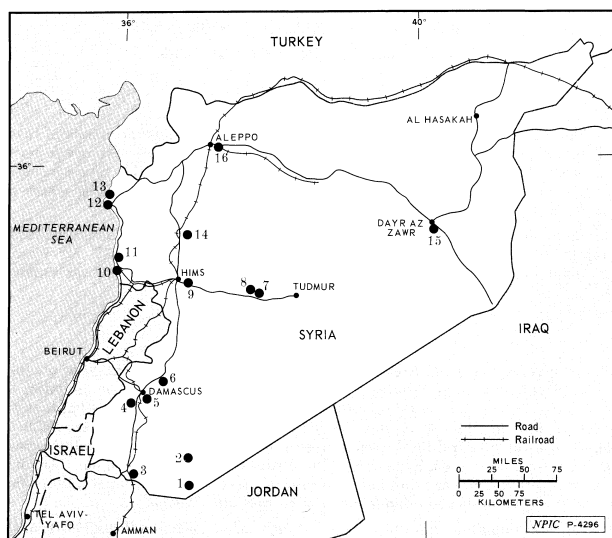 36°
40°
TURKEY
AL HASAKAH
ALEPPO
16
36°
13
12
MEDITERRANEAN
SEA
DAYR AZ
ZAWR
15
14
11
10
HIMS
9
8
7
TUDMUR
LEBANON
SYRIA
IRAQ
BEIRUT
6
DAMASCUS
4
5
ISRAEL
2
3
1
JORDAN
TEL AVIV-
YAFO
AMMAN
Road
Railroad
MILES
0 25 50 75
0 25 50 75
KILOMETERS
NPIC P-4296